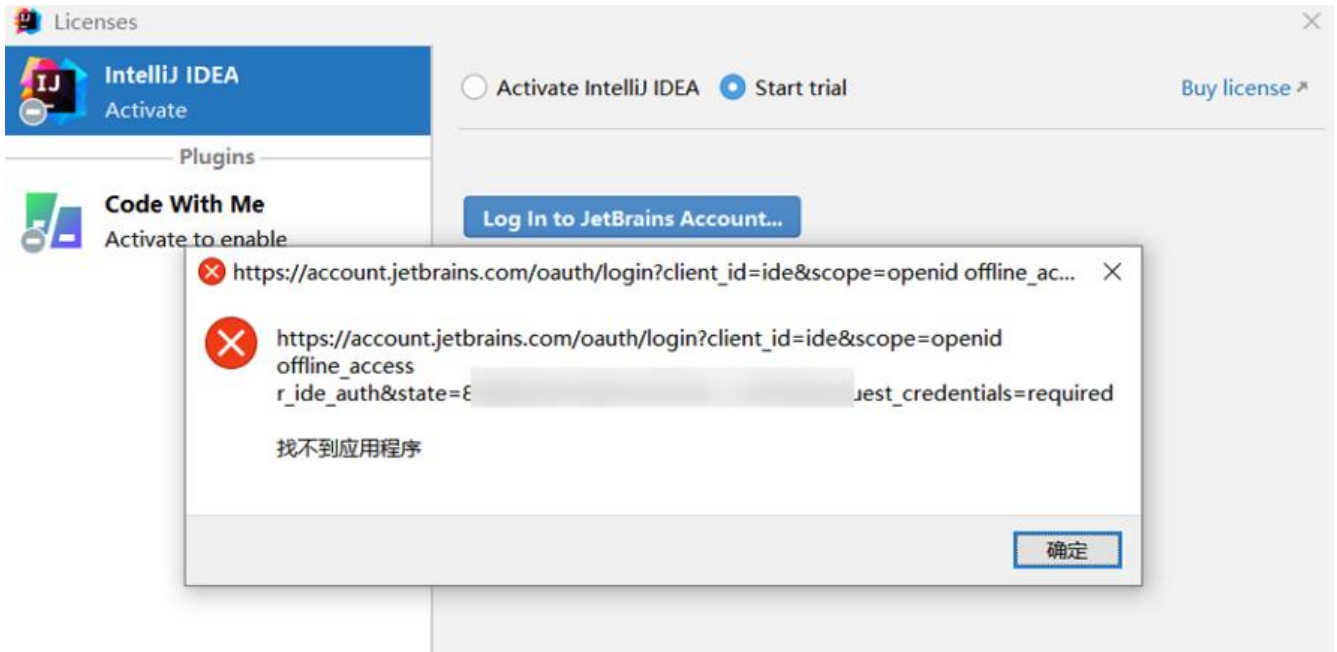 Licenses
IntelliJ IDEA
Activate
Activate IntelliJ IDEA
Start trial
Buy license
Plugins
Code With Me
Activate to enable
Log In to JetBrains Account...
https://account.jetbrains.com/oauth/login?client_id=ide&scope=openid offline_ac...
https://account.jetbrains.com/oauth/login?client_id=ide&scope=openid
offline_access
r_ide_auth&state= uest_credentials=required
找不到应用程序
确定